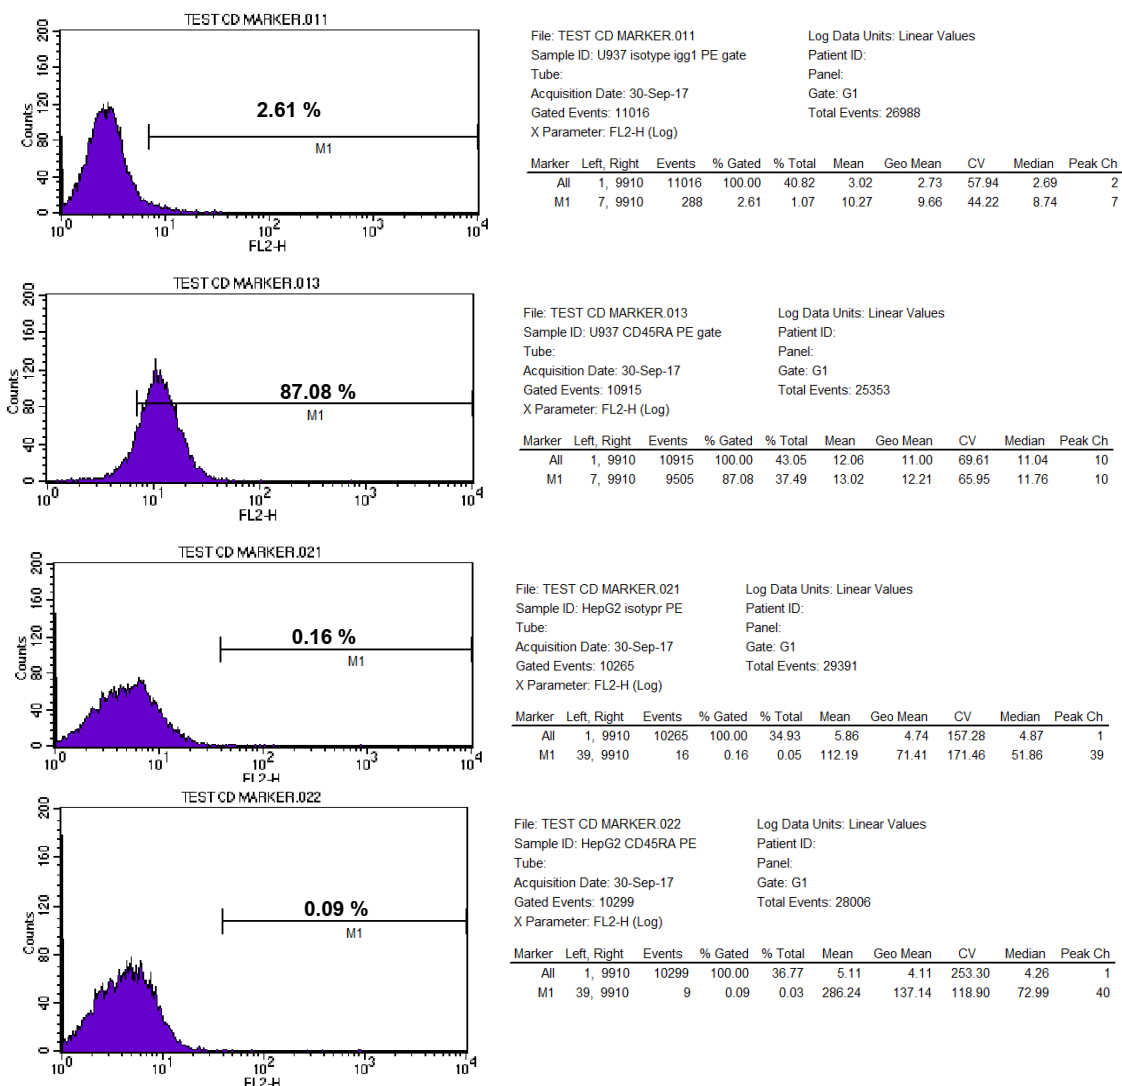 TEST CD MARKER.011
200
160
120
80
40
0
Counts
2.61 %
M1
10^0 10^1 10^2 10^3 10^4
FL2-H
File: TEST CD MARKER.011 Log Data Units: Linear Values
Sample ID: U937 isotype igg1 PE gate Patient ID:
Tube: Panel:
Acquisition Date: 30-Sep-17 Gate: G1
Gated Events: 11016 Total Events: 26988
X Parameter: FL2-H (Log)
Marker Left, Right Events % Gated % Total Mean Geo Mean CV Median Peak Ch
All 1, 9910 11016 100.00 40.82 3.02 2.73 57.94 2.69 2
M1 7, 9910 288 2.61 1.07 10.27 9.66 44.22 8.74 7
TEST CD MARKER.013
200
160
120
80
40
0
Counts
87.08 %
M1
10^0 10^1 10^2 10^3 10^4
FL2-H
File: TEST CD MARKER.013 Log Data Units: Linear Values
Sample ID: U937 CD45RA PE gate Patient ID:
Tube: Panel:
Acquisition Date: 30-Sep-17 Gate: G1
Gated Events: 10915 Total Events: 25353
X Parameter: FL2-H (Log)
Marker Left, Right Events % Gated % Total Mean Geo Mean CV Median Peak Ch
All 1, 9910 10915 100.00 43.05 12.06 11.00 69.61 11.04 10
M1 7, 9910 9505 87.08 37.49 13.02 12.21 65.95 11.76 10
TEST CD MARKER.021
200
160
120
80
40
0
Counts
0.16 %
M1
10^0 10^1 10^2 10^3 10^4
FL2-H
File: TEST CD MARKER.021 Log Data Units: Linear Values
Sample ID: HepG2 isotypr PE Patient ID:
Tube: Panel:
Acquisition Date: 30-Sep-17 Gate: G1
Gated Events: 10265 Total Events: 29391
X Parameter: FL2-H (Log)
Marker Left, Right Events % Gated % Total Mean Geo Mean CV Median Peak Ch
All 1, 9910 10265 100.00 34.93 5.86 4.74 157.28 4.87 1
M1 39, 9910 16 0.16 0.05 112.19 71.41 171.46 51.86 39
TEST CD MARKER.022
200
160
120
80
40
0
Counts
0.09 %
M1
10^0 10^1 10^2 10^3 10^4
FL2-H
File: TEST CD MARKER.022 Log Data Units: Linear Values
Sample ID: HepG2 CD45RA PE Patient ID:
Tube: Panel:
Acquisition Date: 30-Sep-17 Gate: G1
Gated Events: 10299 Total Events: 28006
X Parameter: FL2-H (Log)
Marker Left, Right Events % Gated % Total Mean Geo Mean CV Median Peak Ch
All 1, 9910 10299 100.00 36.77 5.11 4.11 253.30 4.26 1
M1 39, 9910 9 0.09 0.03 286.24 137.14 118.90 72.99 40